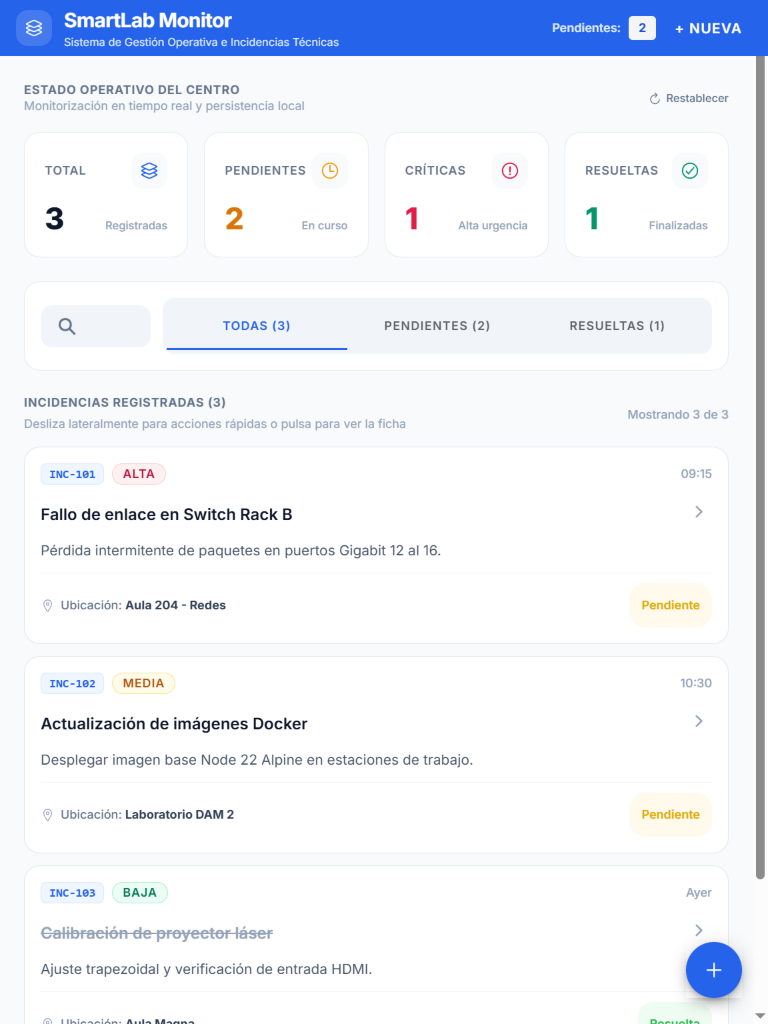 SmartLab Monitor
Sistema de Gestión Operativa e Incidencias Técnicas
Pendientes: 2
+ NUEVA
ESTADO OPERATIVO DEL CENTRO
Monitorización en tiempo real y persistencia local
Restablecer
TOTAL
3 Registradas
PENDIENTES
2 En curso
CRÍTICAS
1 Alta urgencia
RESUELTAS
1 Finalizadas
TODAS (3)
PENDIENTES (2)
RESUELTAS (1)
INCIDENCIAS REGISTRADAS (3)
Desliza lateralmente para acciones rápidas o pulsa para ver la ficha
Mostrando 3 de 3
INC-101 ALTA 09:15
Fallo de enlace en Switch Rack B
Pérdida intermitente de paquetes en puertos Gigabit 12 al 16.
Ubicación: Aula 204 - Redes
Pendiente
INC-102 MEDIA 10:30
Actualización de imágenes Docker
Desplegar imagen base Node 22 Alpine en estaciones de trabajo.
Ubicación: Laboratorio DAM 2
Pendiente
INC-103 BAJA Ayer
Calibración de proyector láser
Ajuste trapezoidal y verificación de entrada HDMI.
Ubicación: Aula Magna
Resuelta